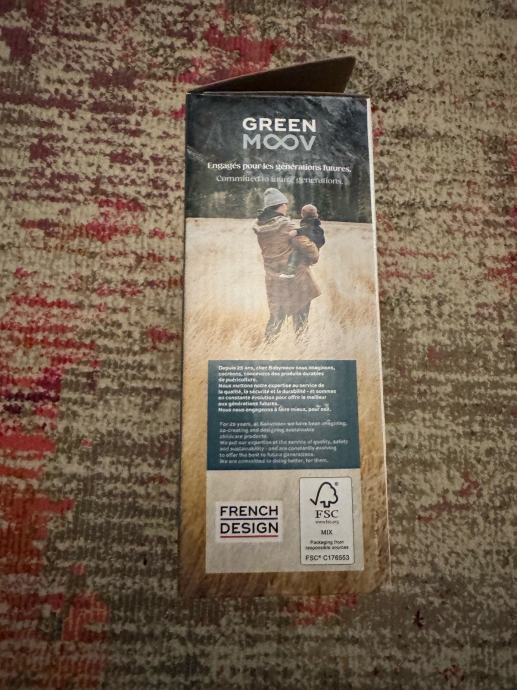 GREEN
MOOV
Engagés pour les générations futures.
Committed to future generations.
Depuis 25 ans, chez Babymoov nous imaginons,
cocréons, concevons des produits durables
de puériculture.
Nous mettons notre expertise au service de
la qualité, la sécurité et la durabilité - et sommes
en constante évolution pour offrir le meilleur
aux générations futures.
Nous nous engageons à faire mieux, pour eux.
For 25 years, at Babymoov we have been imagining,
co-creating and designing sustainable
childcare products.
We put our expertise at the service of quality, safety
and sustainability - and are constantly evolving
to offer the best to future generations.
We are committed to doing better, for them.
FRENCH
DESIGN
FSC
www.fsc.org
MIX
Packaging from
responsible sources
FSC® C176553